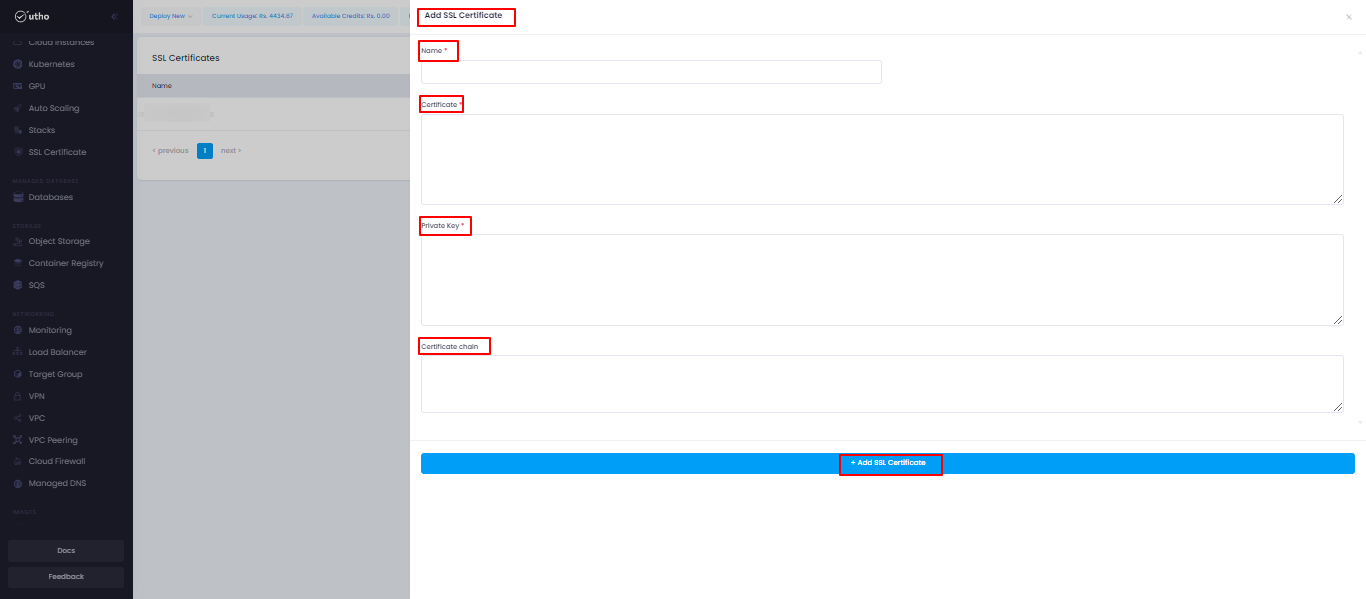 utho
Cloud Instances
Kubernetes
GPU
Auto Scaling
Stacks
SSL Certificate
MANAGED DATABASE
Databases
STORAGE
Object Storage
Container Registry
SQS
NETWORKING
Monitoring
Load Balancer
Target Group
VPN
VPC
VPC Peering
Cloud Firewall
Managed DNS
IMAGES
Docs
Feedback
Deploy New
Current Usage: Rs. 4434.97
Available Credits: Rs. 0.00
SSL Certificates
Name
< previous
1
next >
Add SSL Certificate
Name *
Certificate *
Private Key *
Certificate chain
+ Add SSL Certificate